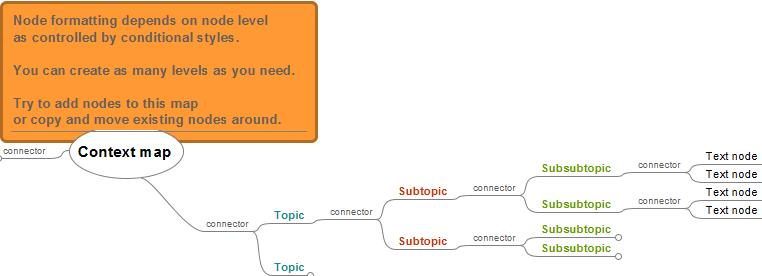 Node formatting depends on node level
as controlled by conditional styles.
You can create as many levels as you need.
Try to add nodes to this map
or copy and move existing nodes around.
connector
Context map
connector
Topic
connector
Subtopic
connector
Subsubtopic
connector
Text node
Text node
Subsubtopic
connector
Text node
Text node
Subtopic
connector
Subsubtopic
Subsubtopic
Topic